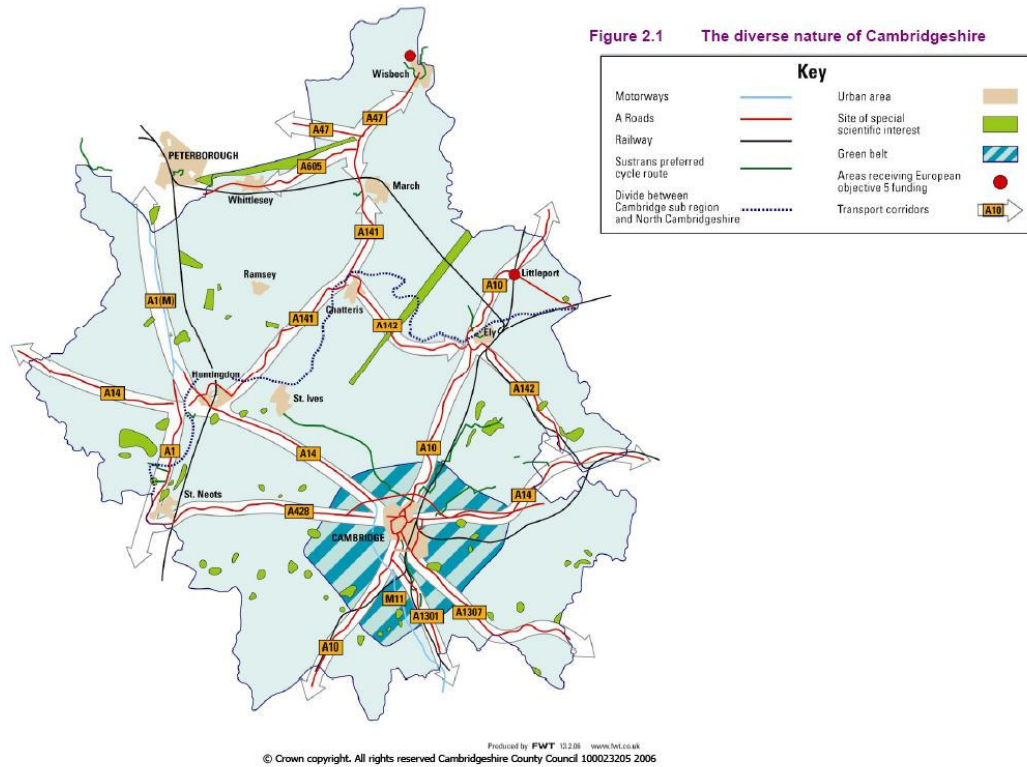 Figure 2.1 The diverse nature of Cambridgeshire
Key
Motorways
A Roads
Railway
Sustrans preferred
cycle route
Divide between
Cambridge sub region
and North Cambridgeshire
Urban area
Site of special
scientific interest
Green belt
Areas receiving European
objective 5 funding
Transport corridors
A10
Wisbech
A47
A47
PETERBOROUGH
A605
Whittlesey
March
A141
Ramsey
Littleport
A10
A1(M)
Chatteris
A141
A142
Ely
Huntingdon
A14
A142
St. Ives
A10
A14
A1
A14
St. Neots
A428
CAMBRIDGE
M11
A1301
A1307
A10
Produced by FWT 13.2.06 www.fwt.co.uk
© Crown copyright. All rights reserved Cambridgeshire County Council 100023205 2006